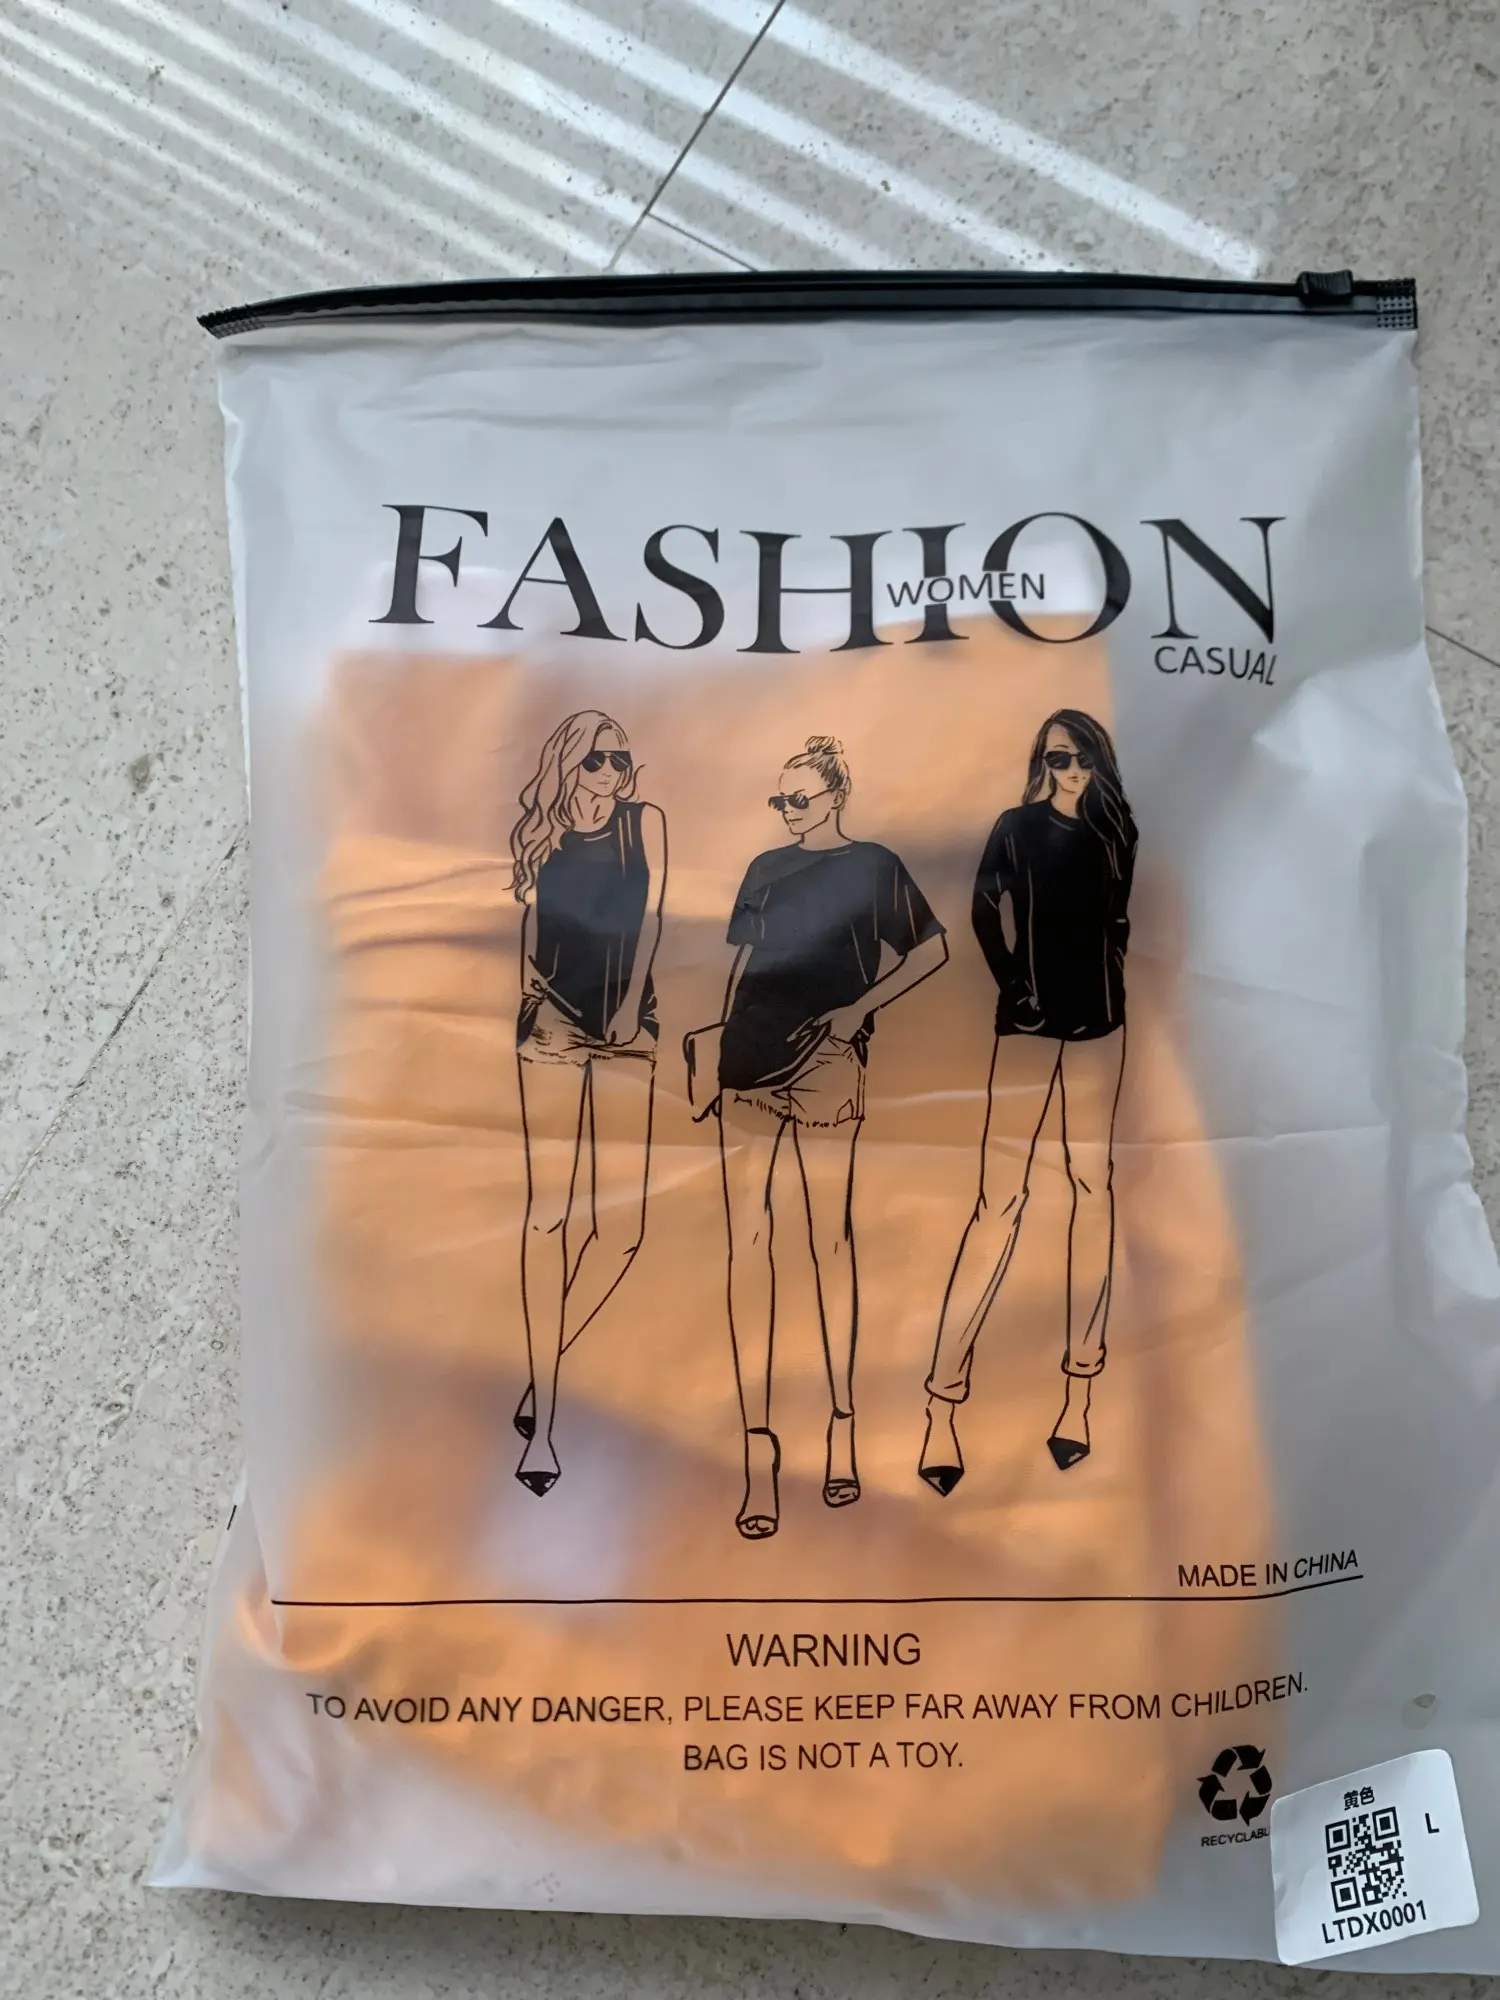 FASHION
WOMEN
CASUAL
MADE IN CHINA
WARNING
TO AVOID ANY DANGER, PLEASE KEEP FAR AWAY FROM CHILDREN.
BAG IS NOT A TOY.
RECYCLABL
黄色
L
LTDX0001